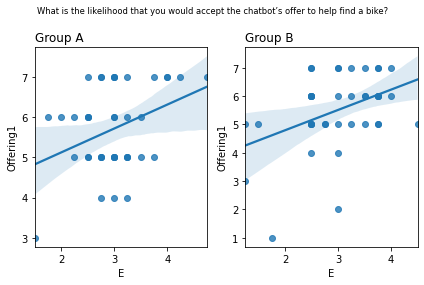 What is the likelihood that you would accept the chatbot's offer to help find a bike?
Group A
Group B
Offering1
7
6
5
4
3
2
3
4
E
Offering1
7
6
5
4
3
2
1
2
3
4
E